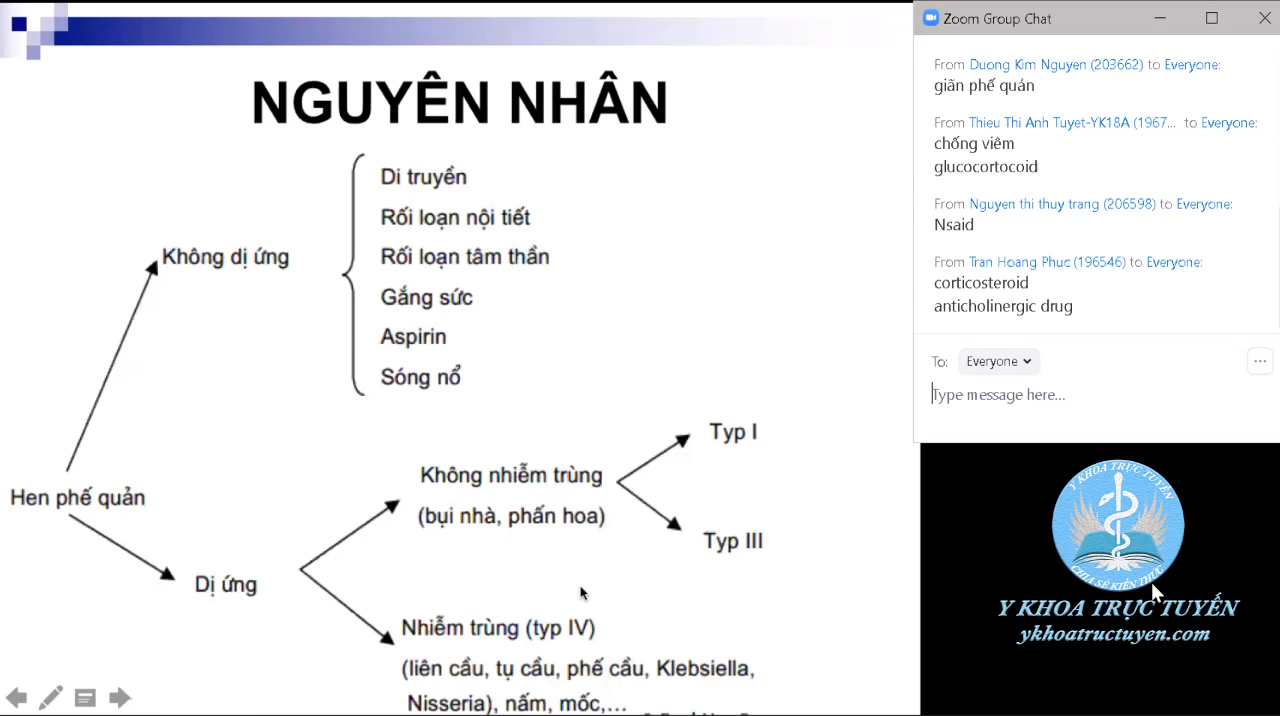 NGUYÊN NHÂN
Di truyền
Rối loạn nội tiết
Không dị ứng
Rối loạn tâm thần
Gắng sức
Aspirin
Sóng nổ
Typ I
Không nhiễm trùng
Hen phế quản
(bụi nhà, phấn hoa)
Typ III
Dị ứng
Nhiễm trùng (typ IV)
(liên cầu, tụ cầu, phế cầu, Klebsiella,
Nisseria), nấm, mốc,...
Zoom Group Chat
From Duong Kim Nguyen (203662) to Everyone:
giãn phế quản
From Thieu Thi Anh Tuyet-YK18A (1967... to Everyone:
chống viêm
glucocortocoid
From Nguyen thi thuy trang (206598) to Everyone:
Nsaid
From Tran Hoang Phuc (196546) to Everyone:
corticosteroid
anticholinergic drug
To: Everyone
Type message here...
Y KHOA TRỰC TUYẾN
CHIA SẺ KIẾN THỨC
Y KHOA TRỰC TUYẾN
ykhoatructuyen.com